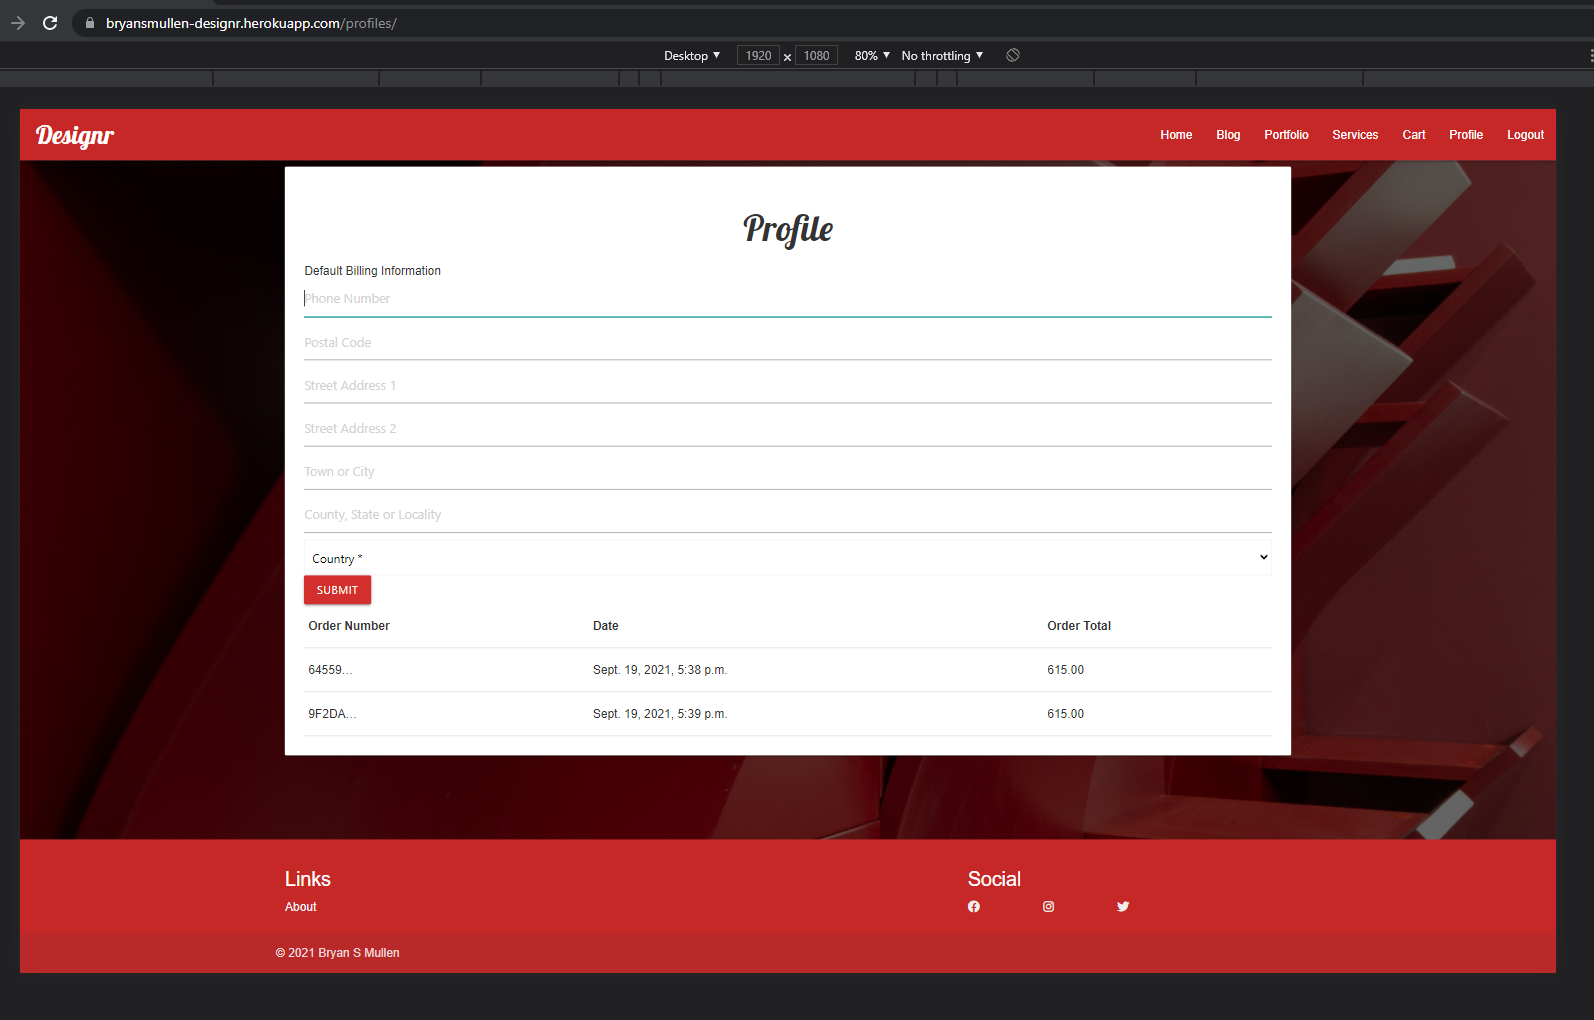 bryansmullen-designr.herokuapp.com/profiles/
Desktop 1920 × 1080 80% No throttling
Designr Home Blog Portfolio Services Cart Profile Logout
Profile
Default Billing Information
Phone Number
Postal Code
Street Address 1
Street Address 2
Town or City
County, State or Locality
Country *
SUBMIT
Order Number Date Order Total
64559... Sept. 19, 2021, 5:38 p.m. 615.00
9F2DA... Sept. 19, 2021, 5:39 p.m. 615.00
Links Social
About
© 2021 Bryan S Mullen